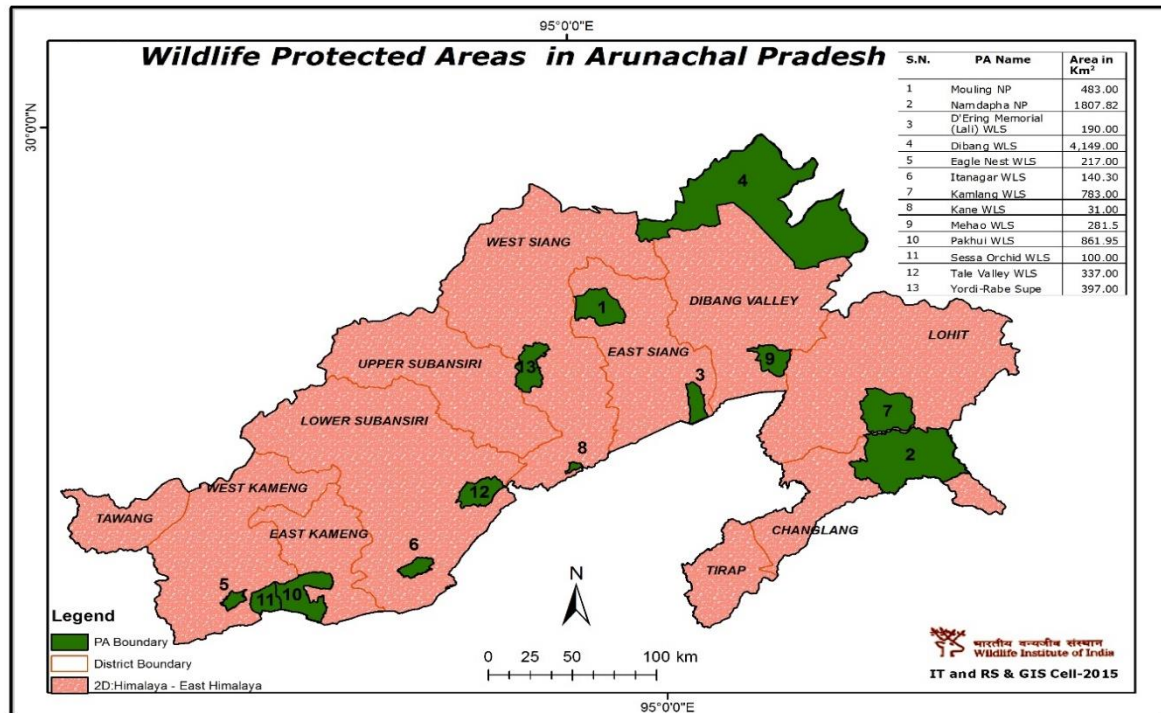 95°0'0"E
Wildlife Protected Areas in Arunachal Pradesh
30°0'0"N
S.N. PA Name Area in Km²
1 Mouling NP 483.00
2 Namdapha NP 1807.82
3 D'Ering Memorial (Lali) WLS 190.00
4 Dibang WLS 4,149.00
5 Eagle Nest WLS 217.00
6 Itanagar WLS 140.30
7 Kamlang WLS 783.00
8 Kane WLS 31.00
9 Mehao WLS 281.5
10 Pakhui WLS 861.95
11 Sessa Orchid WLS 100.00
12 Tale Valley WLS 337.00
13 Yordi-Rabe Supe 397.00
4
WEST SIANG
1
DIBANG VALLEY
LOHIT
EAST SIANG
9
UPPER SUBANSIRI
13
3
7
LOWER SUBANSIRI
8
2
12
WEST KAMENG
TAWANG
EAST KAMENG
CHANGLANG
6
TIRAP
5
11
10
N
Legend
PA Boundary
District Boundary
2D:Himalaya - East Himalaya
0 25 50 100 km
भारतीय वन्यजीव संस्थान
Wildlife Institute of India
IT and RS & GIS Cell-2015
95°0'0"E